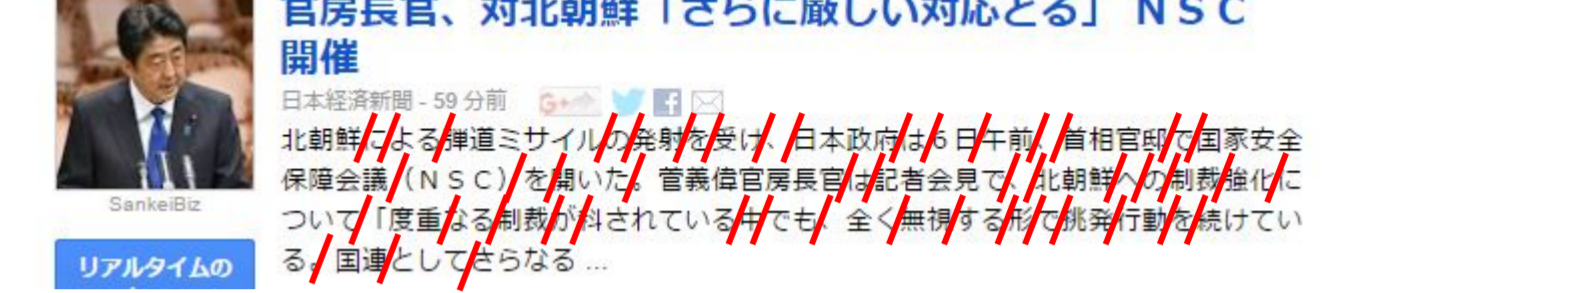 官房長官、対北朝鮮「さらに厳しい対応とる」 ＮＳＣ
開催
日本経済新聞 - 59 分前
G+
北朝鮮による弾道ミサイルの発射を受け、日本政府は６日午前、首相官邸で国家安全
保障会議（ＮＳＣ）を開いた。菅義偉官房長官は記者会見で、北朝鮮への制裁強化に
ついて「度重なる制裁が科されている中でも、全く無視する形で挑発行動を続けてい
る。国連としてさらなる ...
SankeiBiz
リアルタイムの